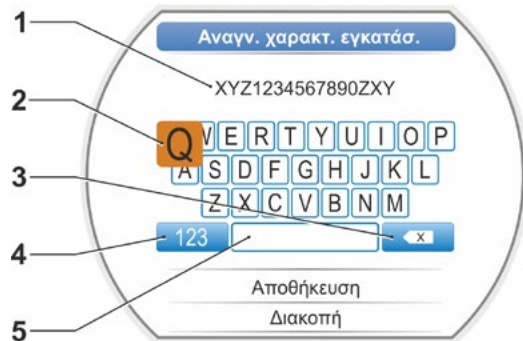 1
Αναγν. χαρακτ. εγκατάσ.
XYZ1234567890ZXY
2
Q W E R T Y U I O P
3
A S D F G H J K L
Z X C V B N M
4
123
x
5
Αποθήκευση
Διακοπή